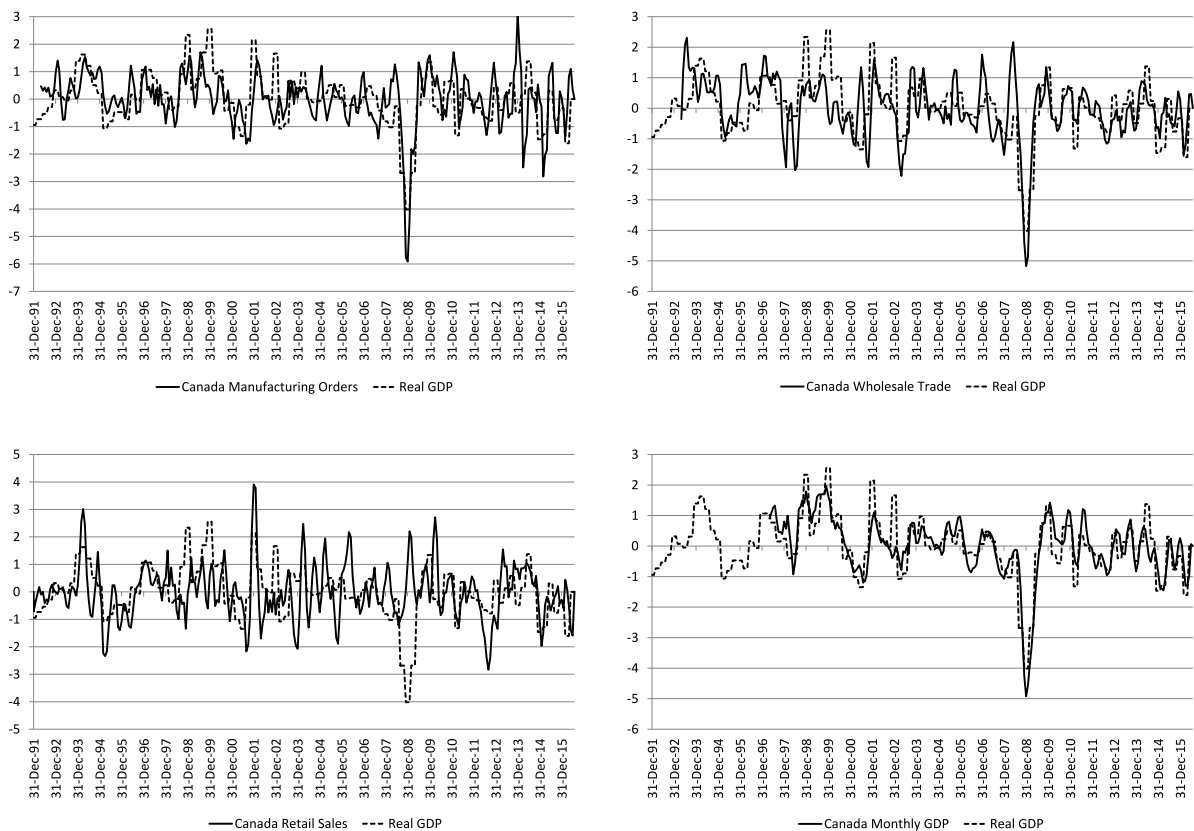 3
2
1
0
-1
-2
-3
-4
-5
-6
-7
31-Dec-91
31-Dec-92
31-Dec-93
31-Dec-94
31-Dec-95
31-Dec-96
31-Dec-97
31-Dec-98
31-Dec-99
31-Dec-00
31-Dec-01
31-Dec-02
31-Dec-03
31-Dec-04
31-Dec-05
31-Dec-06
31-Dec-07
31-Dec-08
31-Dec-09
31-Dec-10
31-Dec-11
31-Dec-12
31-Dec-13
31-Dec-14
31-Dec-15
Canada Manufacturing Orders
Real GDP
3
2
1
0
-1
-2
-3
-4
-5
-6
31-Dec-91
31-Dec-92
31-Dec-93
31-Dec-94
31-Dec-95
31-Dec-96
31-Dec-97
31-Dec-98
31-Dec-99
31-Dec-00
31-Dec-01
31-Dec-02
31-Dec-03
31-Dec-04
31-Dec-05
31-Dec-06
31-Dec-07
31-Dec-08
31-Dec-09
31-Dec-10
31-Dec-11
31-Dec-12
31-Dec-13
31-Dec-14
31-Dec-15
Canada Wholesale Trade
Real GDP
5
4
3
2
1
0
-1
-2
-3
-4
-5
31-Dec-91
31-Dec-92
31-Dec-93
31-Dec-94
31-Dec-95
31-Dec-96
31-Dec-97
31-Dec-98
31-Dec-99
31-Dec-00
31-Dec-01
31-Dec-02
31-Dec-03
31-Dec-04
31-Dec-05
31-Dec-06
31-Dec-07
31-Dec-08
31-Dec-09
31-Dec-10
31-Dec-11
31-Dec-12
31-Dec-13
31-Dec-14
31-Dec-15
Canada Retail Sales
Real GDP
3
2
1
0
-1
-2
-3
-4
-5
-6
31-Dec-91
31-Dec-92
31-Dec-93
31-Dec-94
31-Dec-95
31-Dec-96
31-Dec-97
31-Dec-98
31-Dec-99
31-Dec-00
31-Dec-01
31-Dec-02
31-Dec-03
31-Dec-04
31-Dec-05
31-Dec-06
31-Dec-07
31-Dec-08
31-Dec-09
31-Dec-10
31-Dec-11
31-Dec-12
31-Dec-13
31-Dec-14
31-Dec-15
Canada Monthly GDP
Real GDP